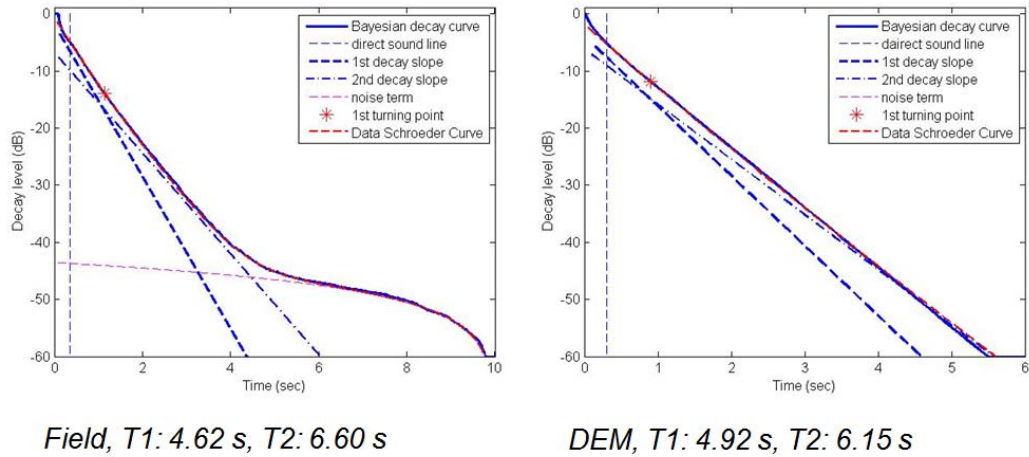 0
-10
-20
-30
-40
-50
-60
Decay level (dB)
0 2 4 6 8 10
Time (sec)
Bayesian decay curve
direct sound line
1st decay slope
2nd decay slope
noise term
1st turning point
Data Schroeder Curve
0
-10
-20
-30
-40
-50
-60
Decay level (dB)
0 1 2 3 4 5 6
Time (sec)
Bayesian decay curve
dairect sound line
1st decay slope
2nd decay slope
noise term
1st turning point
Data Schroeder Curve
Field, T1: 4.62 s, T2: 6.60 s
DEM, T1: 4.92 s, T2: 6.15 s